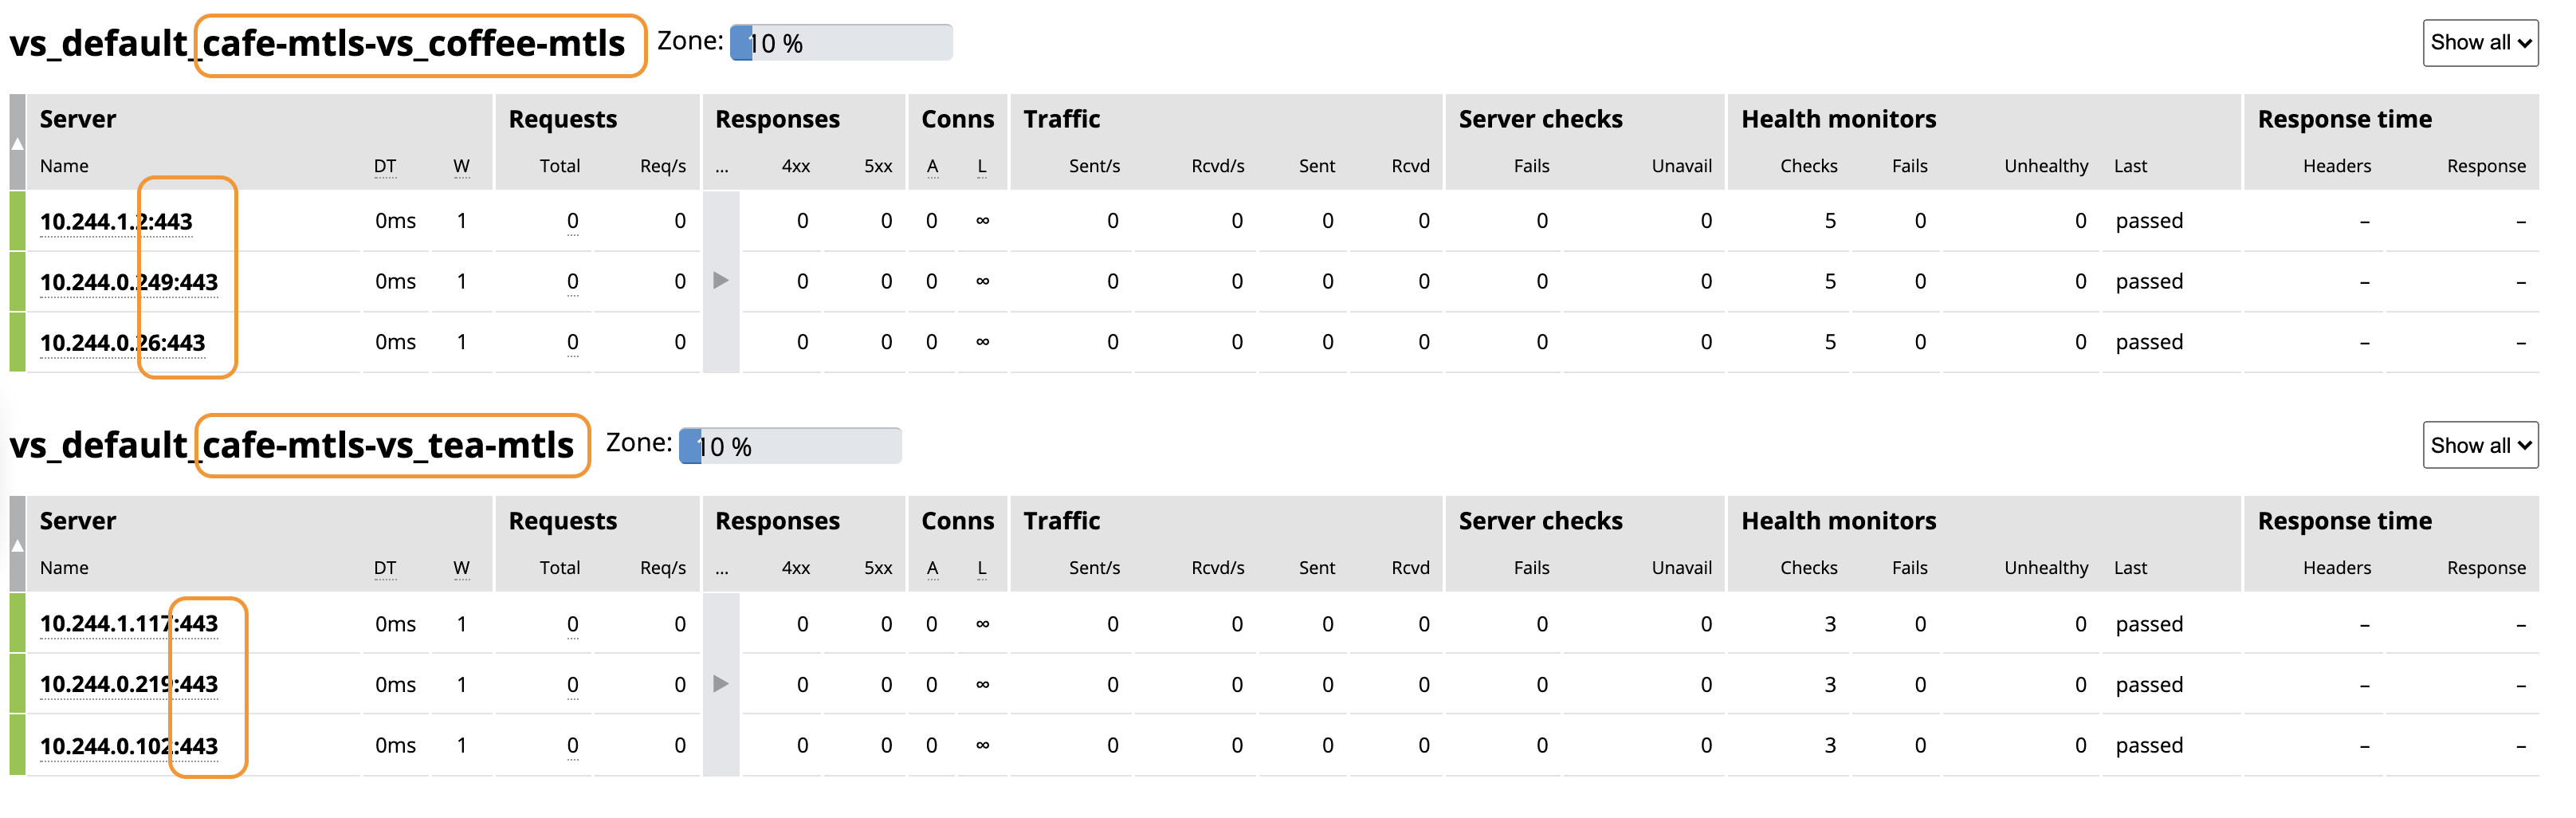 vs_default_cafe-mtls-vs_coffee-mtls Zone: 10 % Show all
Server Requests Responses Conns Traffic Server checks Health monitors Response time
Name DT W Total Req/s ... 4xx 5xx A L Sent/s Rcvd/s Sent Rcvd Fails Unavail Checks Fails Unhealthy Last Headers Response
10.244.1.2:443 0ms 1 0 0 0 0 0 ∞ 0 0 0 0 0 0 5 0 0 passed – –
10.244.0.249:443 0ms 1 0 0 0 0 0 ∞ 0 0 0 0 0 0 5 0 0 passed – –
10.244.0.26:443 0ms 1 0 0 0 0 0 ∞ 0 0 0 0 0 0 5 0 0 passed – –
vs_default_cafe-mtls-vs_tea-mtls Zone: 10 % Show all
Server Requests Responses Conns Traffic Server checks Health monitors Response time
Name DT W Total Req/s ... 4xx 5xx A L Sent/s Rcvd/s Sent Rcvd Fails Unavail Checks Fails Unhealthy Last Headers Response
10.244.1.117:443 0ms 1 0 0 0 0 0 ∞ 0 0 0 0 0 0 3 0 0 passed – –
10.244.0.219:443 0ms 1 0 0 0 0 0 ∞ 0 0 0 0 0 0 3 0 0 passed – –
10.244.0.102:443 0ms 1 0 0 0 0 0 ∞ 0 0 0 0 0 0 3 0 0 passed – –